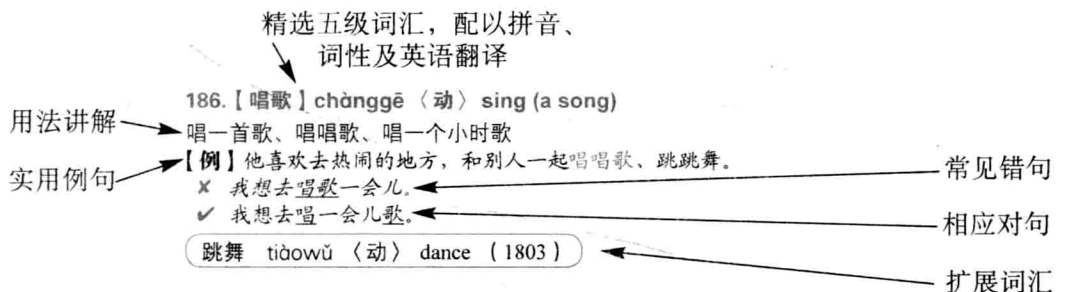 精选五级词汇，配以拼音、
词性及英语翻译
186.【唱歌】chànggē〈动〉sing (a song)
用法讲解
唱一首歌、唱唱歌、唱一个小时歌
实用例句
【例】他喜欢去热闹的地方，和别人一起唱唱歌、跳跳舞。
✘ 我想去唱歌一会儿。
常见错句
✔ 我想去唱一会儿歌。
相应对句
跳舞 tiàowǔ〈动〉dance（1803）
扩展词汇